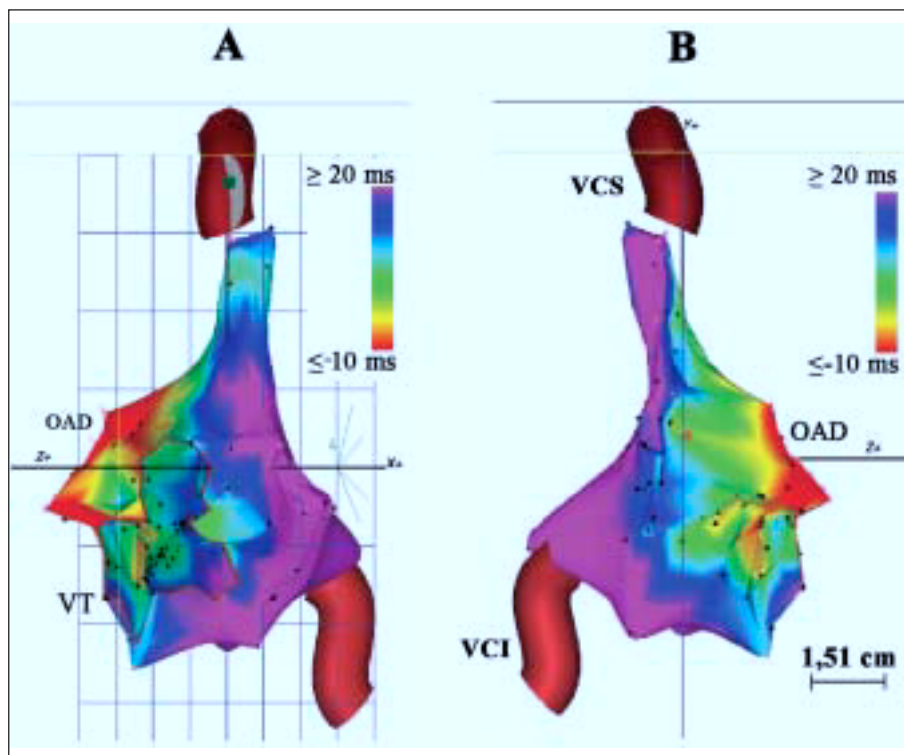 A
B
≥ 20 ms
≤-10 ms
OAD
VT
VCS
≥ 20 ms
≤-10 ms
OAD
VCI
1,51 cm